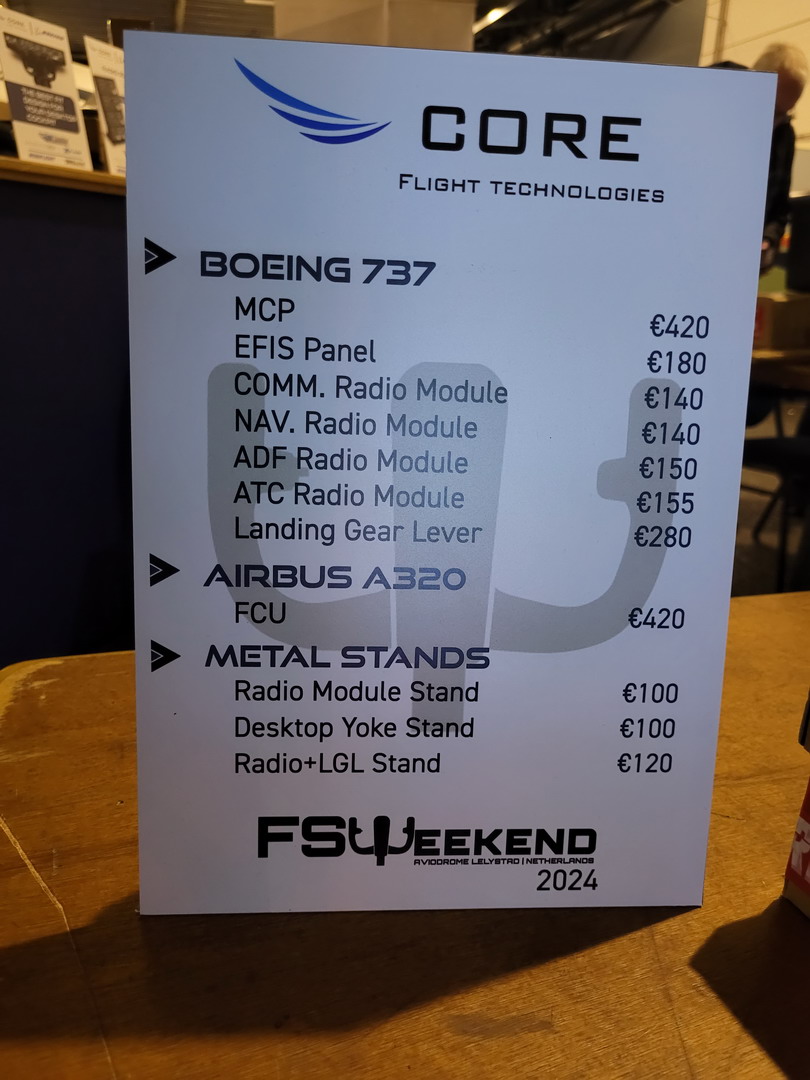 CORE
FLIGHT TECHNOLOGIES
BOEING 737
MCP €420
EFIS Panel €180
COMM. Radio Module €140
NAV. Radio Module €140
ADF Radio Module €150
ATC Radio Module €155
Landing Gear Lever €280
AIRBUS A320
FCU €420
METAL STANDS
Radio Module Stand €100
Desktop Yoke Stand €100
Radio+LGL Stand €120
FSWEEKEND
AVIODROME LELYSTAD | NETHERLANDS
2024